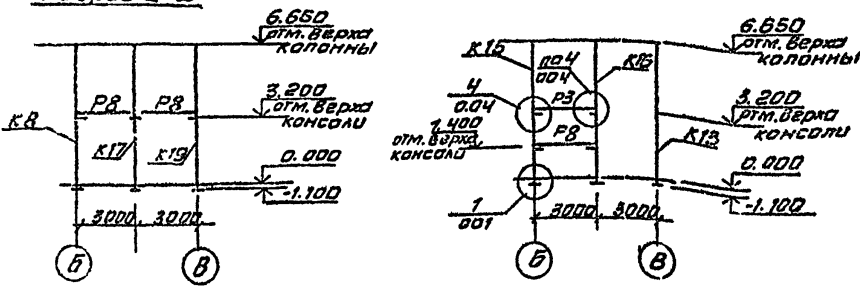 6.650
отм. верха
колонны
Р8 Р8
3.200
отм. верха
консоли
К8
К17
К19
0.000
-1.100
3000 3000
Б В
К15
по 4
004
К16
6.650
отм. верха
колонны
4
004
Р3
3.200
отм. верха
консоли
1.400
отм. верха
консоли
Р8
К13
0.000
-1.100
1
001
3000 3000
Б В